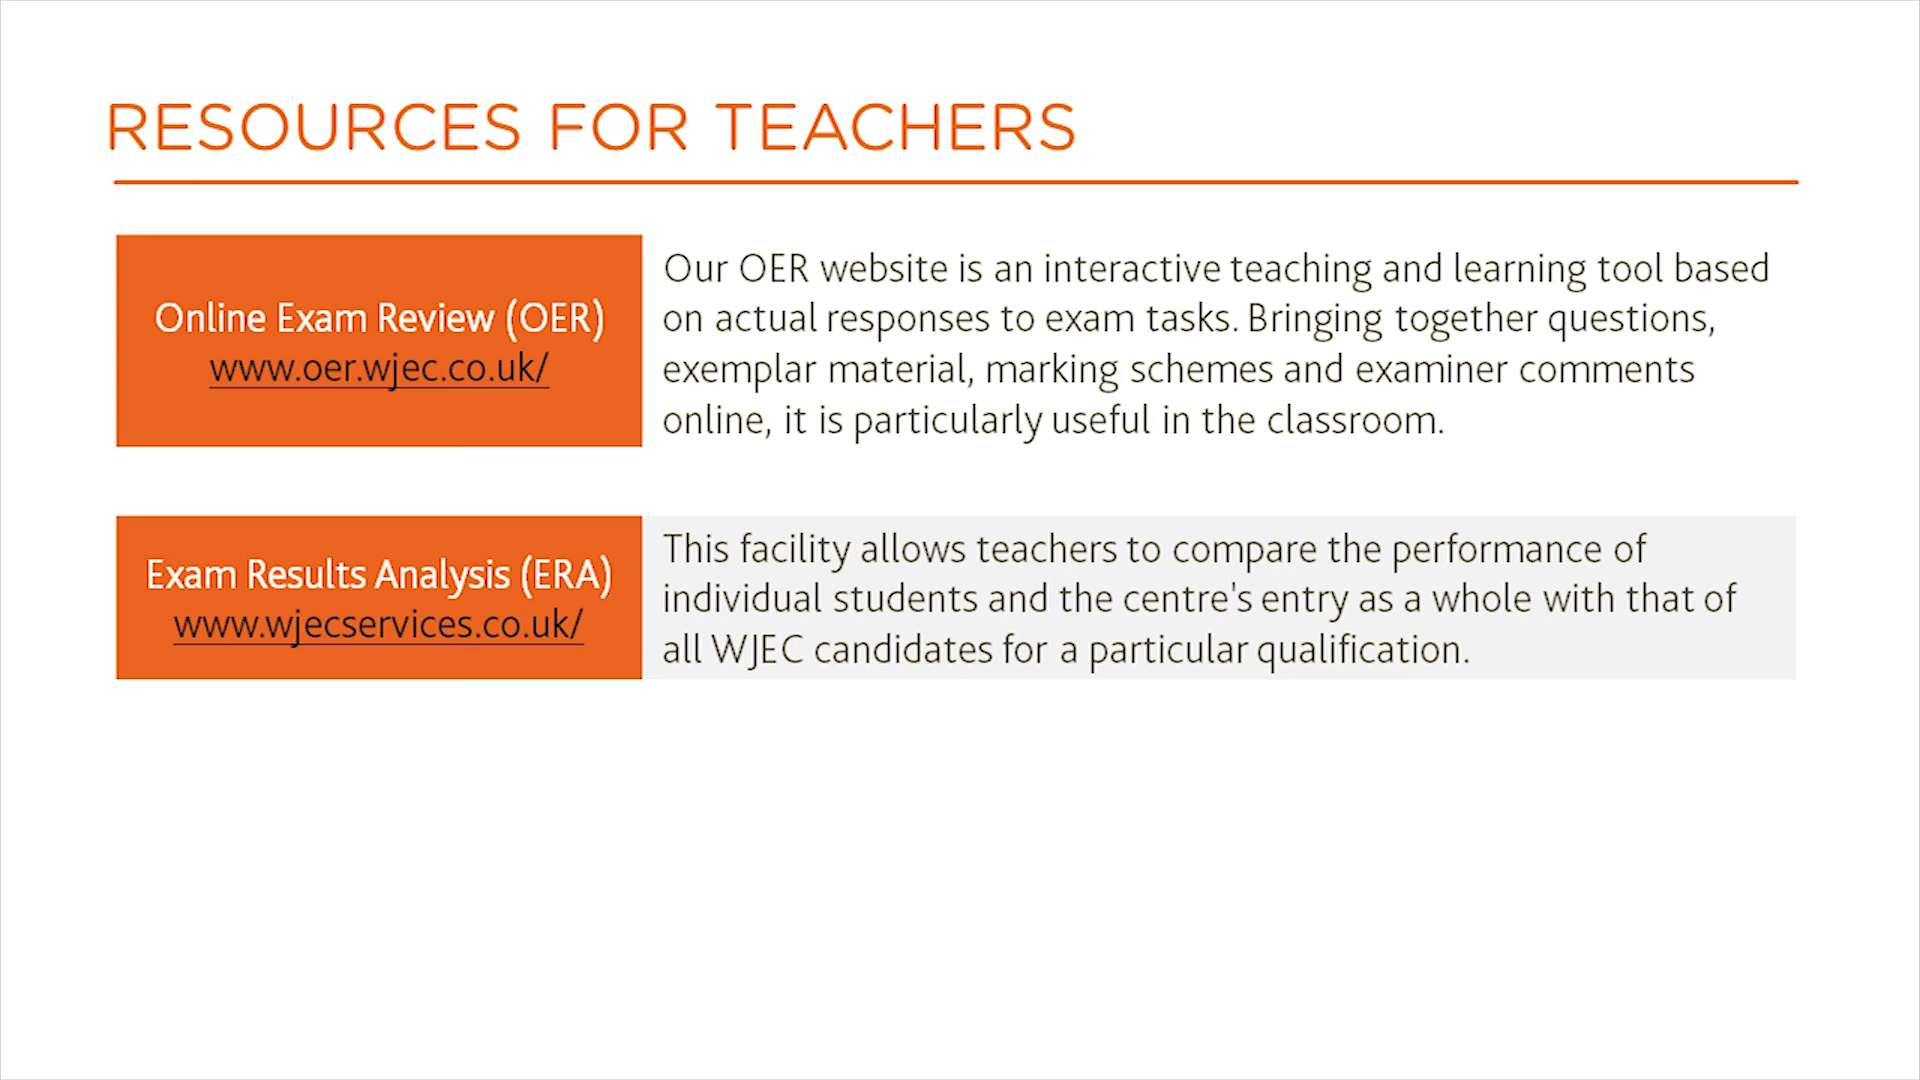 RESOURCES FOR TEACHERS
Online Exam Review (OER)
www.oer.wjec.co.uk/
Our OER website is an interactive teaching and learning tool based
on actual responses to exam tasks. Bringing together questions,
exemplar material, marking schemes and examiner comments
online, it is particularly useful in the classroom.
Exam Results Analysis (ERA)
www.wjecservices.co.uk/
This facility allows teachers to compare the performance of
individual students and the centre's entry as a whole with that of
all WJEC candidates for a particular qualification.